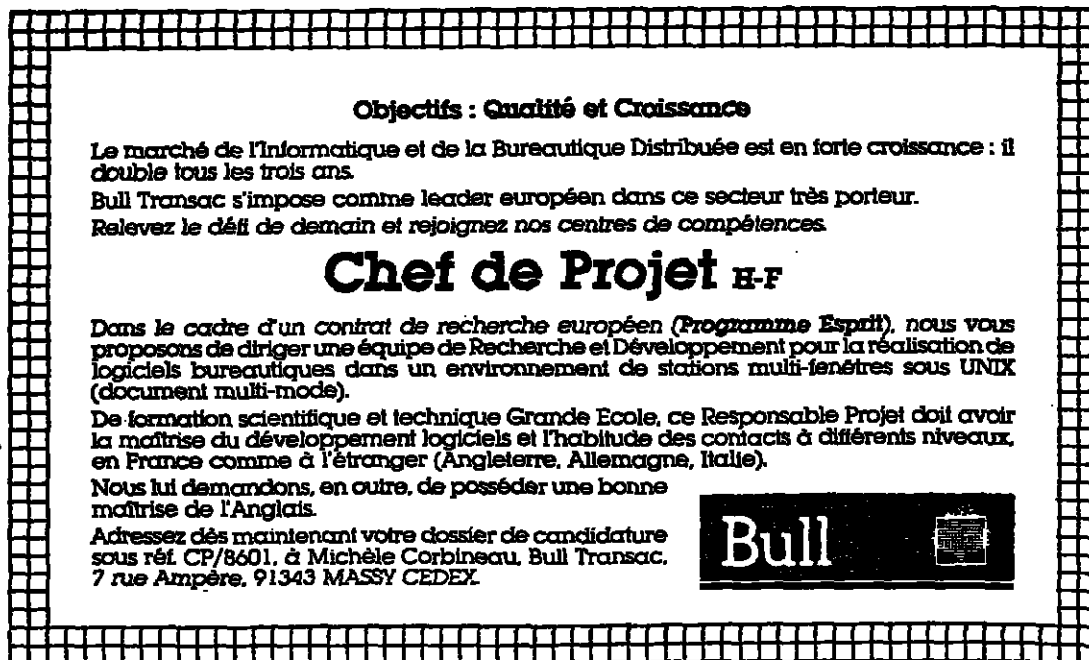 Objectifs : Qualité et Croissance
Le marché de l'Informatique et de la Bureautique Distribuée est en forte croissance : il
double tous les trois ans.
Bull Transac s'impose comme leader européen dans ce secteur très porteur.
Relevez le défi de demain et rejoignez nos centres de compétences.
Chef de Projet H-F
Dans le cadre d'un contrat de recherche européen (Programme Esprit), nous vous
proposons de diriger une équipe de Recherche et Développement pour la réalisation de
logiciels bureautiques dans un environnement de stations multi-fenêtres sous UNIX
(document multi-mode).
De formation scientifique et technique Grande Ecole, ce Responsable Projet doit avoir
la maîtrise du développement logiciels et l'habitude des contacts à différents niveaux,
en France comme à l'étranger (Angleterre, Allemagne, Italie).
Nous lui demandons, en outre, de posséder une bonne
maîtrise de l'Anglais.
Adressez dès maintenant votre dossier de candidature
sous réf. CP/8601, à Michèle Corbineau, Bull Transac,
7 rue Ampère, 91343 MASSY CEDEX.
Bull